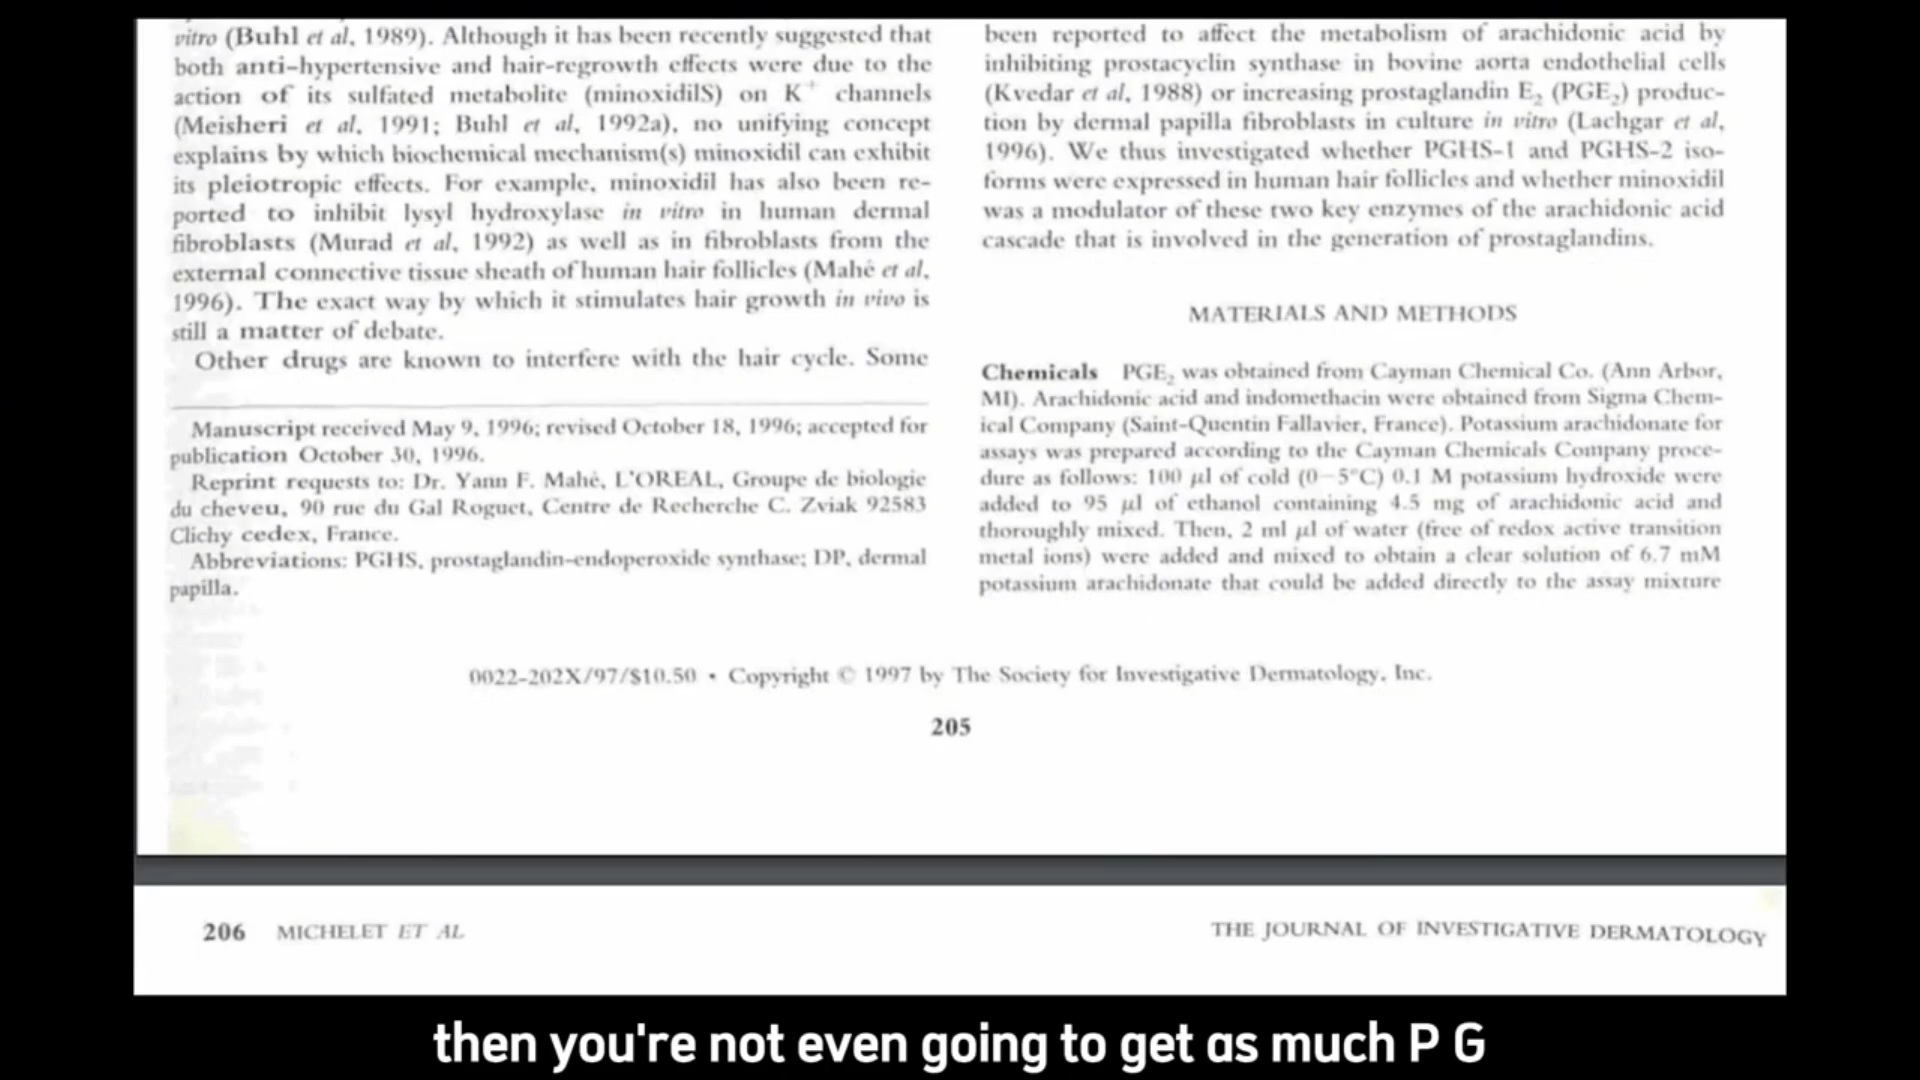 vitro (Buhl et al, 1989). Although it has been recently suggested that
both anti-hypertensive and hair-regrowth effects were due to the
action of its sulfated metabolite (minoxidilS) on K+ channels
(Meisheri et al, 1991; Buhl et al, 1992a), no unifying concept
explains by which biochemical mechanism(s) minoxidil can exhibit
its pleiotropic effects. For example, minoxidil has also been re-
ported to inhibit lysyl hydroxylase in vitro in human dermal
fibroblasts (Murad et al, 1992) as well as in fibroblasts from the
external connective tissue sheath of human hair follicles (Mahé et al,
1996). The exact way by which it stimulates hair growth in vivo is
still a matter of debate.
Other drugs are known to interfere with the hair cycle. Some
Manuscript received May 9, 1996; revised October 18, 1996; accepted for
publication October 30, 1996.
Reprint requests to: Dr. Yann F. Mahé, L'OREAL, Groupe de biologie
du cheveu, 90 rue du Gal Roguet, Centre de Recherche C. Zviak 92583
Clichy cedex, France.
Abbreviations: PGHS, prostaglandin-endoperoxide synthase; DP, dermal
papilla.
been reported to affect the metabolism of arachidonic acid by
inhibiting prostacyclin synthase in bovine aorta endothelial cells
(Kvedar et al, 1988) or increasing prostaglandin E₂ (PGE₂) produc-
tion by dermal papilla fibroblasts in culture in vitro (Lachgar et al,
1996). We thus investigated whether PGHS-1 and PGHS-2 iso-
forms were expressed in human hair follicles and whether minoxidil
was a modulator of these two key enzymes of the arachidonic acid
cascade that is involved in the generation of prostaglandins.
MATERIALS AND METHODS
Chemicals PGE₂ was obtained from Cayman Chemical Co. (Ann Arbor,
MI). Arachidonic acid and indomethacin were obtained from Sigma Chem-
ical Company (Saint-Quentin Fallavier, France). Potassium arachidonate for
assays was prepared according to the Cayman Chemicals Company proce-
dure as follows: 100 μl of cold (0–5°C) 0.1 M potassium hydroxide were
added to 95 μl of ethanol containing 4.5 mg of arachidonic acid and
thoroughly mixed. Then, 2 ml μl of water (free of redox active transition
metal ions) were added and mixed to obtain a clear solution of 6.7 mM
potassium arachidonate that could be added directly to the assay mixture
0022-202X/97/$10.50 • Copyright © 1997 by The Society for Investigative Dermatology, Inc.
205
206 MICHELET ET AL
THE JOURNAL OF INVESTIGATIVE DERMATOLOGY
then you're not even going to get as much P G